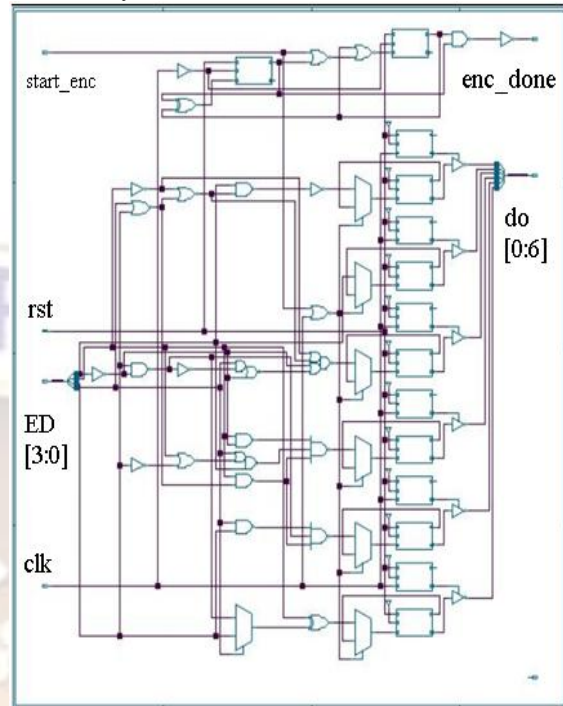 start_enc
enc_done
do
[0:6]
rst
ED
[3:0]
clk